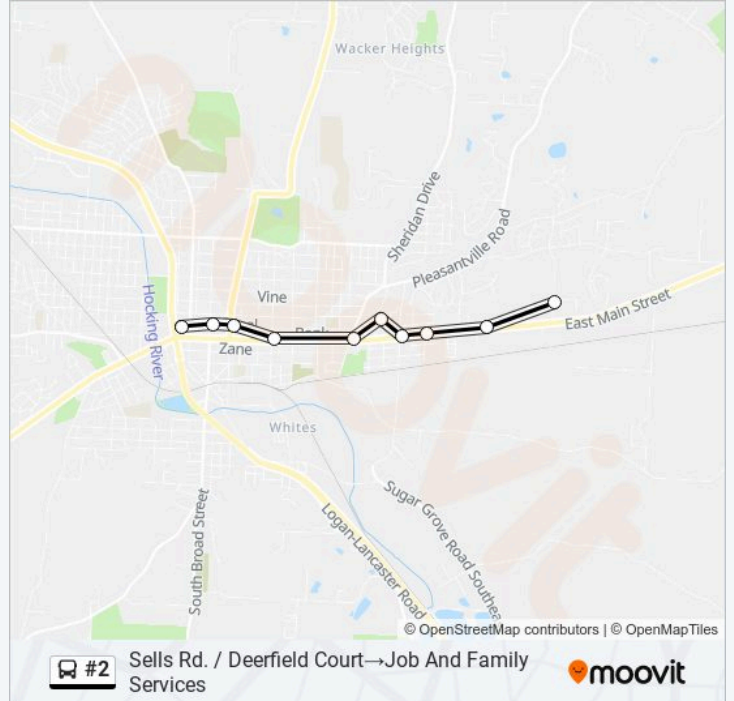 Wacker Heights
Sheridan Drive
Pleasantville Road
Hocking River
Vine
East Main Street
Zane
Whites
South Broad Street
Logan-Lancaster Road
Sugar Grove Road Southea
© OpenStreetMap contributors | © OpenMapTiles
#2
Sells Rd. / Deerfield Court→Job And Family
Services
moovit